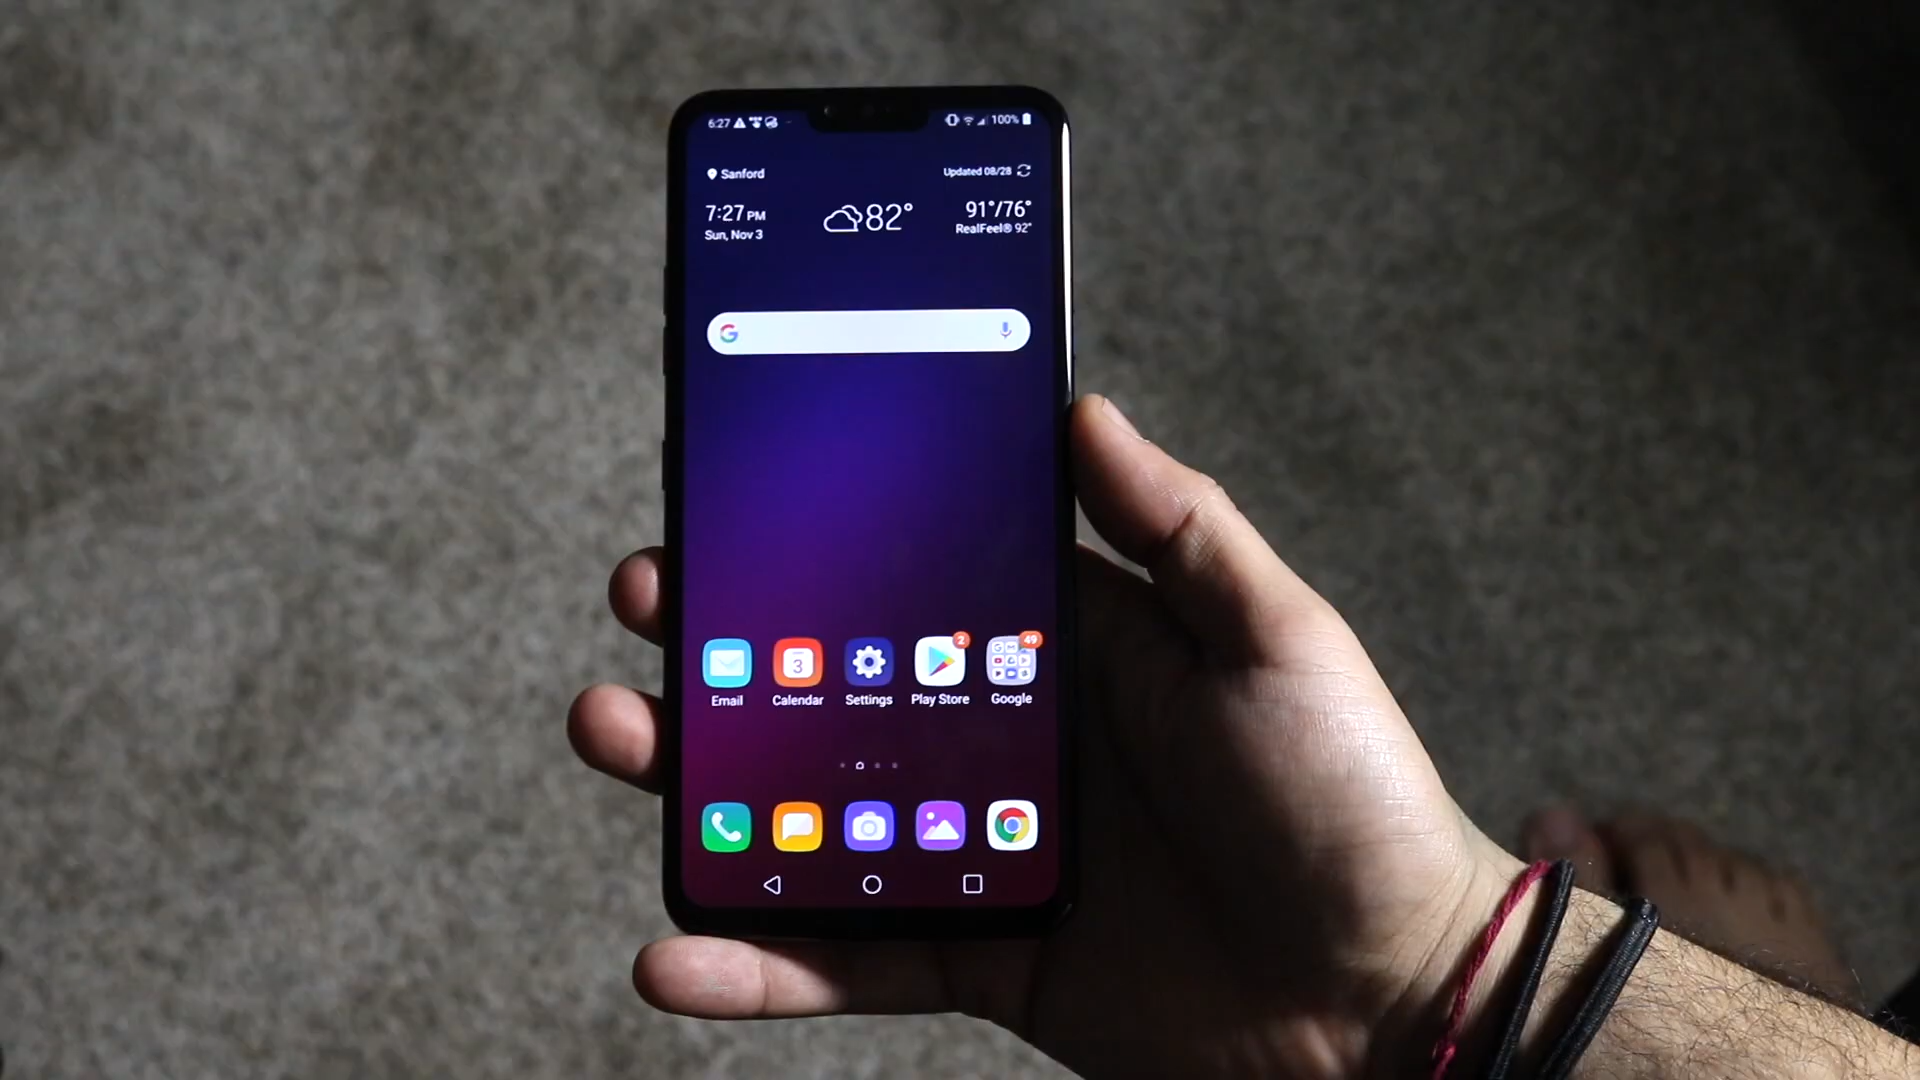 6:27 100%
Sanford Updated 08/28
7:27 PM 82° 91°/76°
Sun, Nov 3 RealFeel® 92°
G
2 49
3
Email Calendar Settings Play Store Google